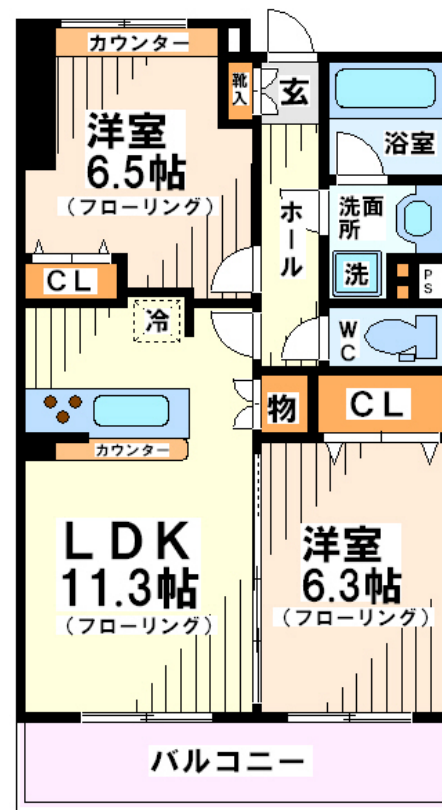 カウンター
靴入
玄
浴室
洋室
6.5帖
(フローリング)
ホール
洗面所
洗
PS
CL
冷
WC
物
CL
カウンター
LDK
11.3帖
(フローリング)
洋室
6.3帖
(フローリング)
バルコニー